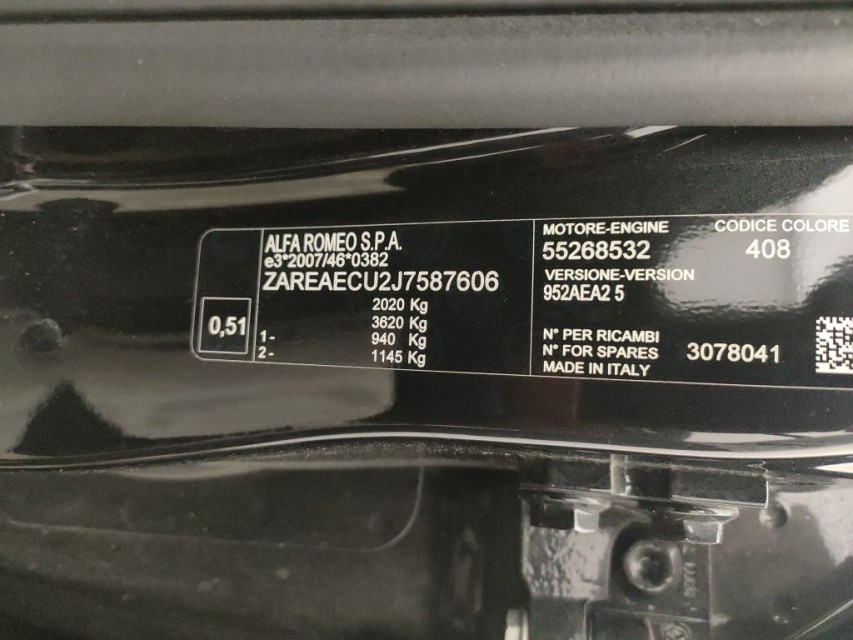 ALFA ROMEO S.P.A.
e3*2007/46*0382
ZAREAECU2J7587606
2020 Kg
3620 Kg
1- 940 Kg
2- 1145 Kg
0,51
MOTORE-ENGINE
55268532
VERSIONE-VERSION
952AEA2 5
CODICE COLORE
408
N° PER RICAMBI
N° FOR SPARES 3078041
MADE IN ITALY